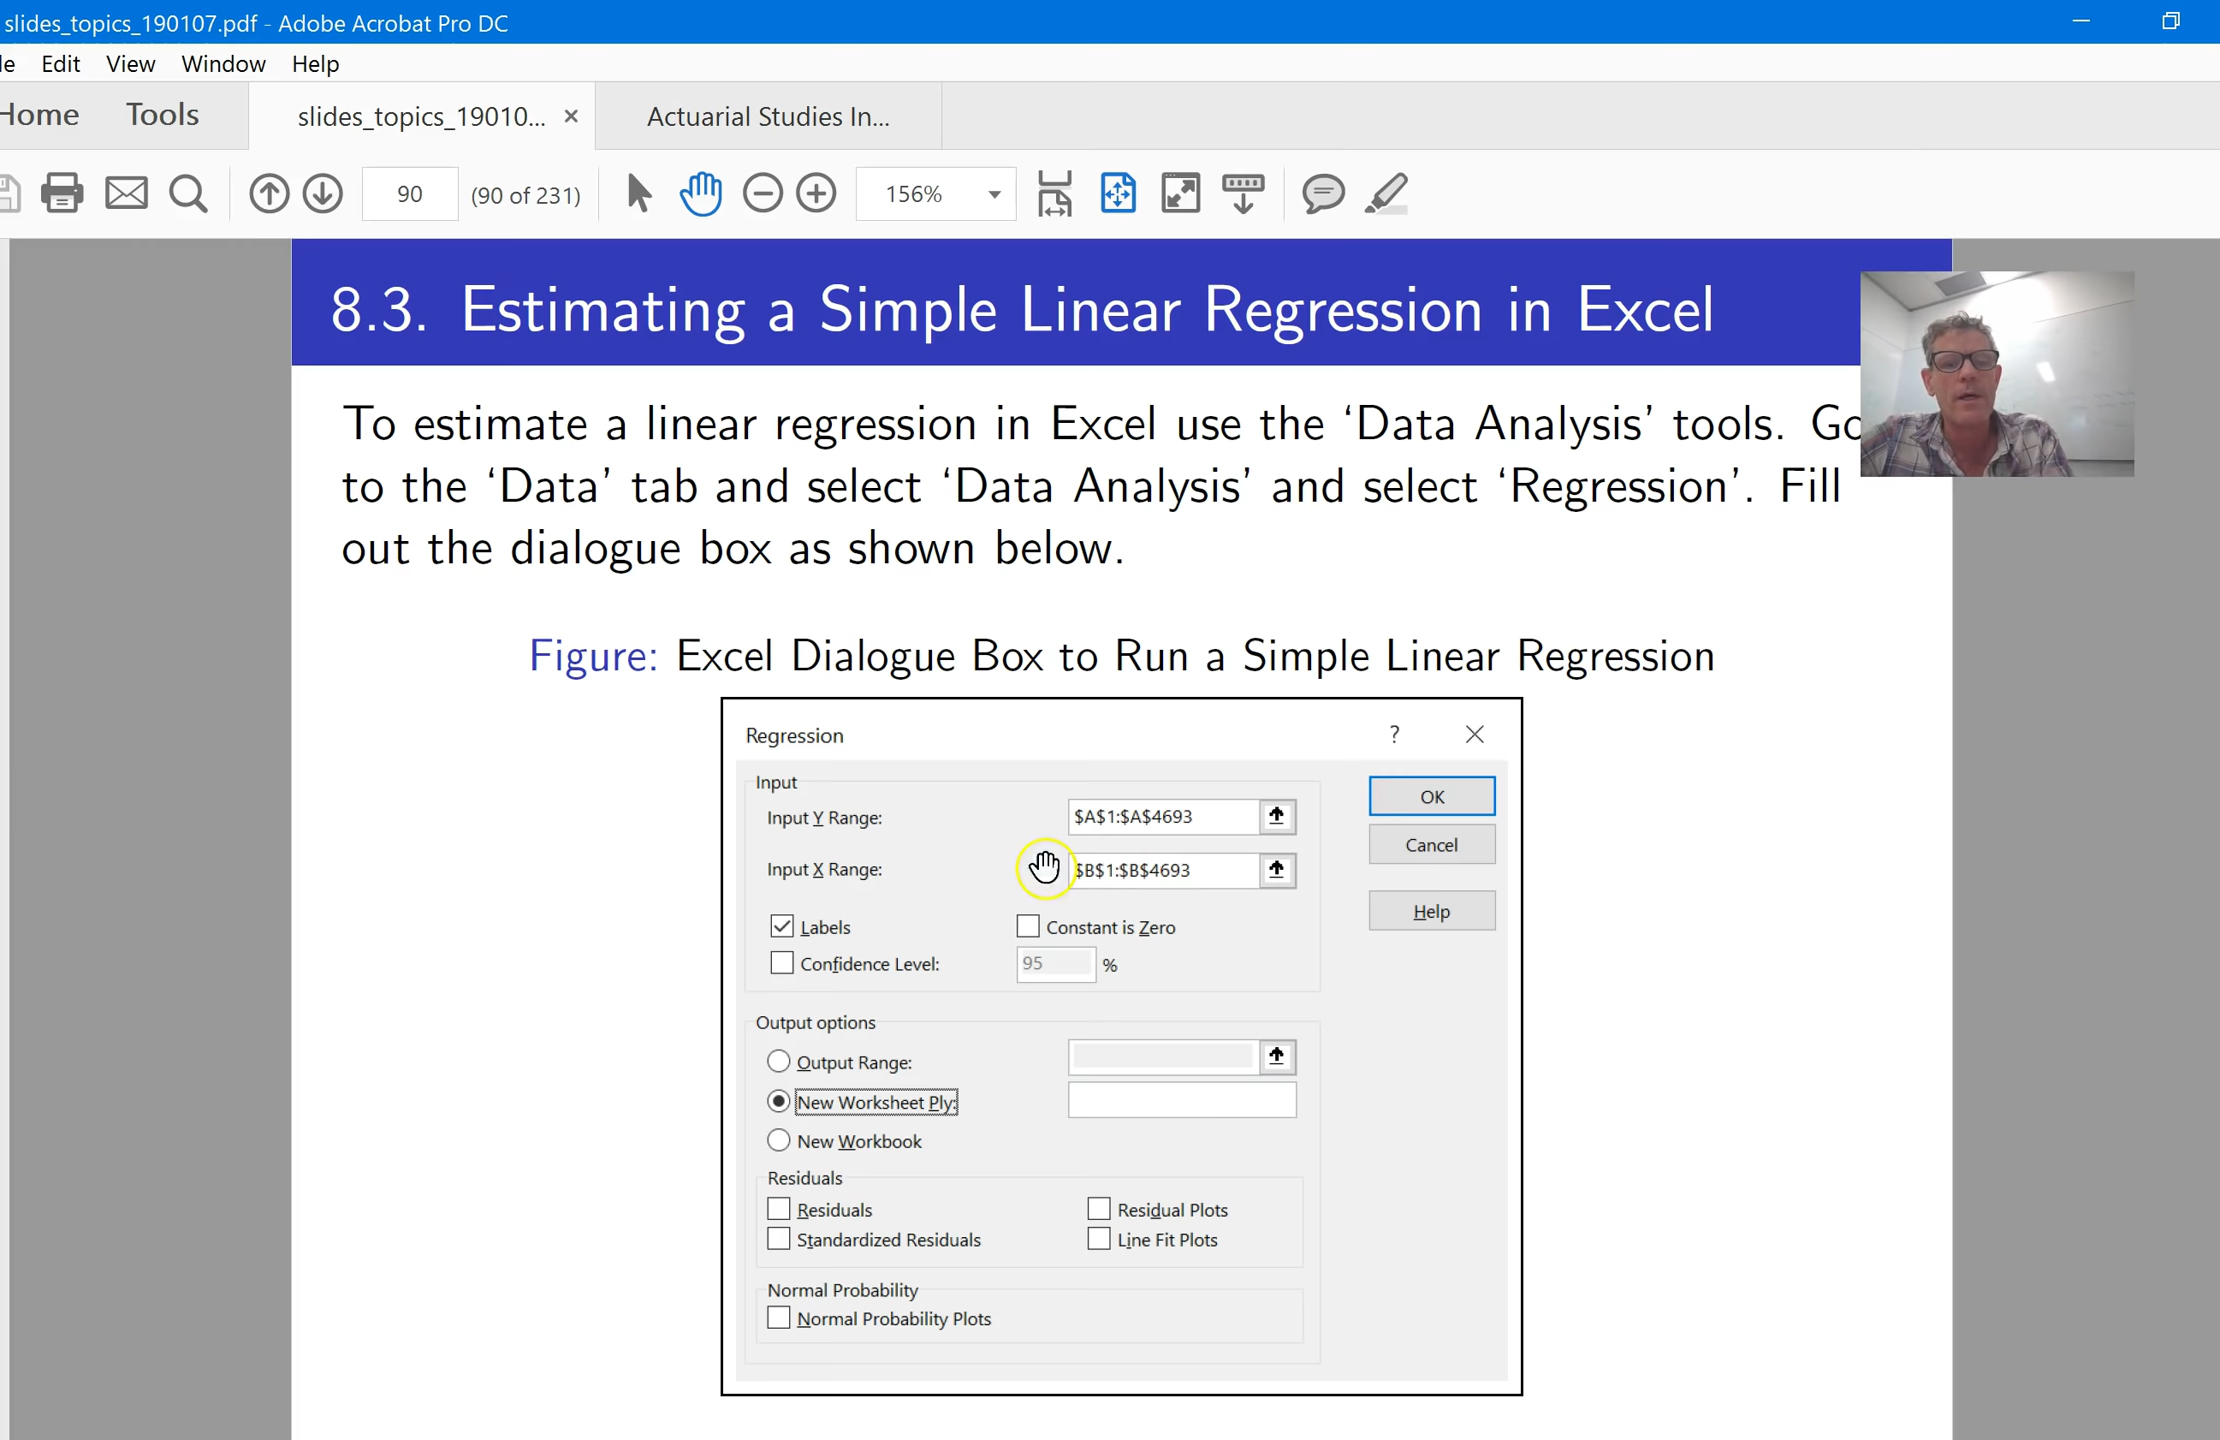 slides_topics_190107.pdf - Adobe Acrobat Pro DC
le Edit View Window Help
Home Tools slides_topics_19010... × Actuarial Studies In...
90 (90 of 231) 156%
8.3. Estimating a Simple Linear Regression in Excel
To estimate a linear regression in Excel use the ‘Data Analysis’ tools. Go
to the ‘Data’ tab and select ‘Data Analysis’ and select ‘Regression’. Fill
out the dialogue box as shown below.
Figure: Excel Dialogue Box to Run a Simple Linear Regression
Regression ?
Input
OK
Input Y Range: $A$1:$A$4693
Cancel
Input X Range: $B$1:$B$4693
Help
Labels Constant is Zero
Confidence Level: 95 %
Output options
Output Range:
New Worksheet Ply:
New Workbook
Residuals
Residuals Residual Plots
Standardized Residuals Line Fit Plots
Normal Probability
Normal Probability Plots